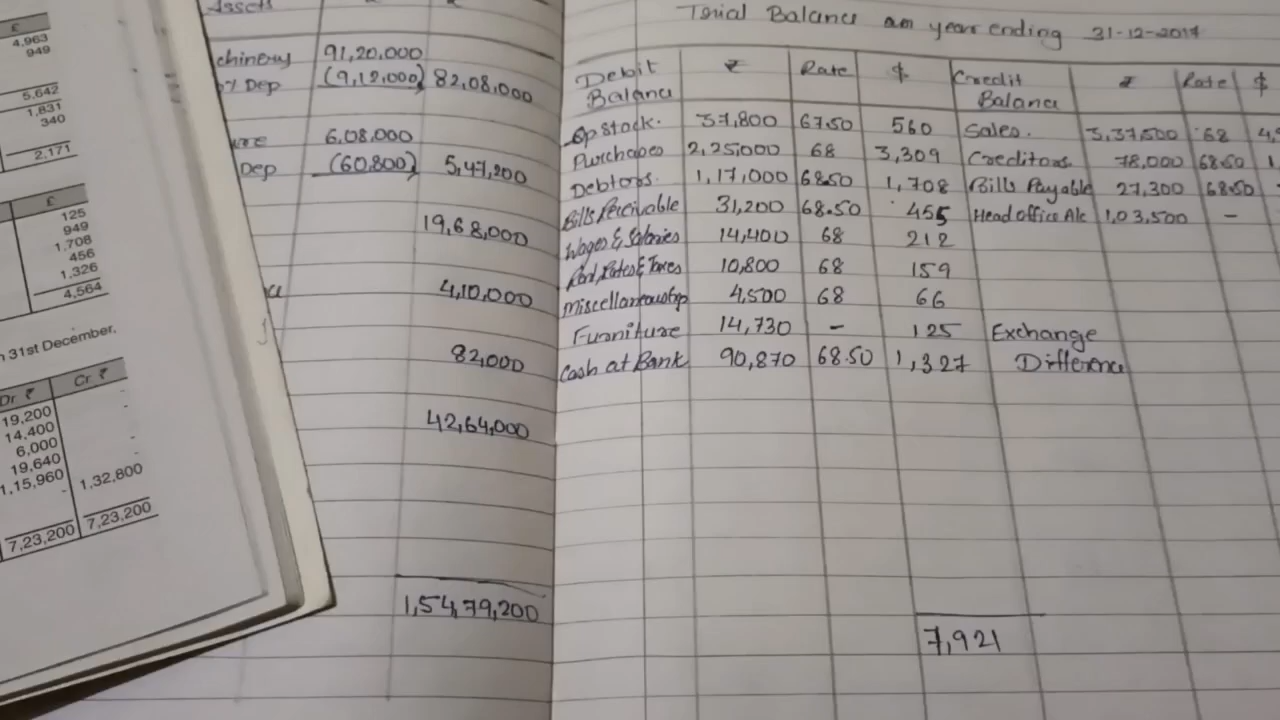 £
4,963
949
5,642
1,831
340
2,171
£
125
949
1,708
456
1,326
4,564
31st December,
Dr. ₹ Cr. ₹
19,200 -
14,400 -
6,000 -
19,640 -
1,15,960 -
- 1,32,800
7,23,200 7,23,200
Assets
chinery 91,20,000
Dep (9,12,000) 82,08,000
6,08,000
Dep (60,800) 5,47,200
19,68,000
4,10,000
82,000
42,64,000
1,54,79,200
Trial Balance am year ending 31-12-2017
Debit Balance ₹ Rate $ Credit Balance ₹ Rate $
Op stock. 37,800 67.50 560 Sales. 3,37,500 68
Purchases 2,25,000 68 3,309 Creditors. 78,000 68.50
Debtors. 1,17,000 68.50 1,708 Bills Payable 27,300 68.50
Bills Receivable 31,200 68.50 455 Head office A/c 1,03,500 -
Wages & Salaries 14,400 68 212
Rent, Rates & Taxes 10,800 68 159
Miscellaneous Exp 4,500 68 66
Furniture 14,730 - 125 Exchange
Cash at Bank 90,870 68.50 1,327 Difference
7,921